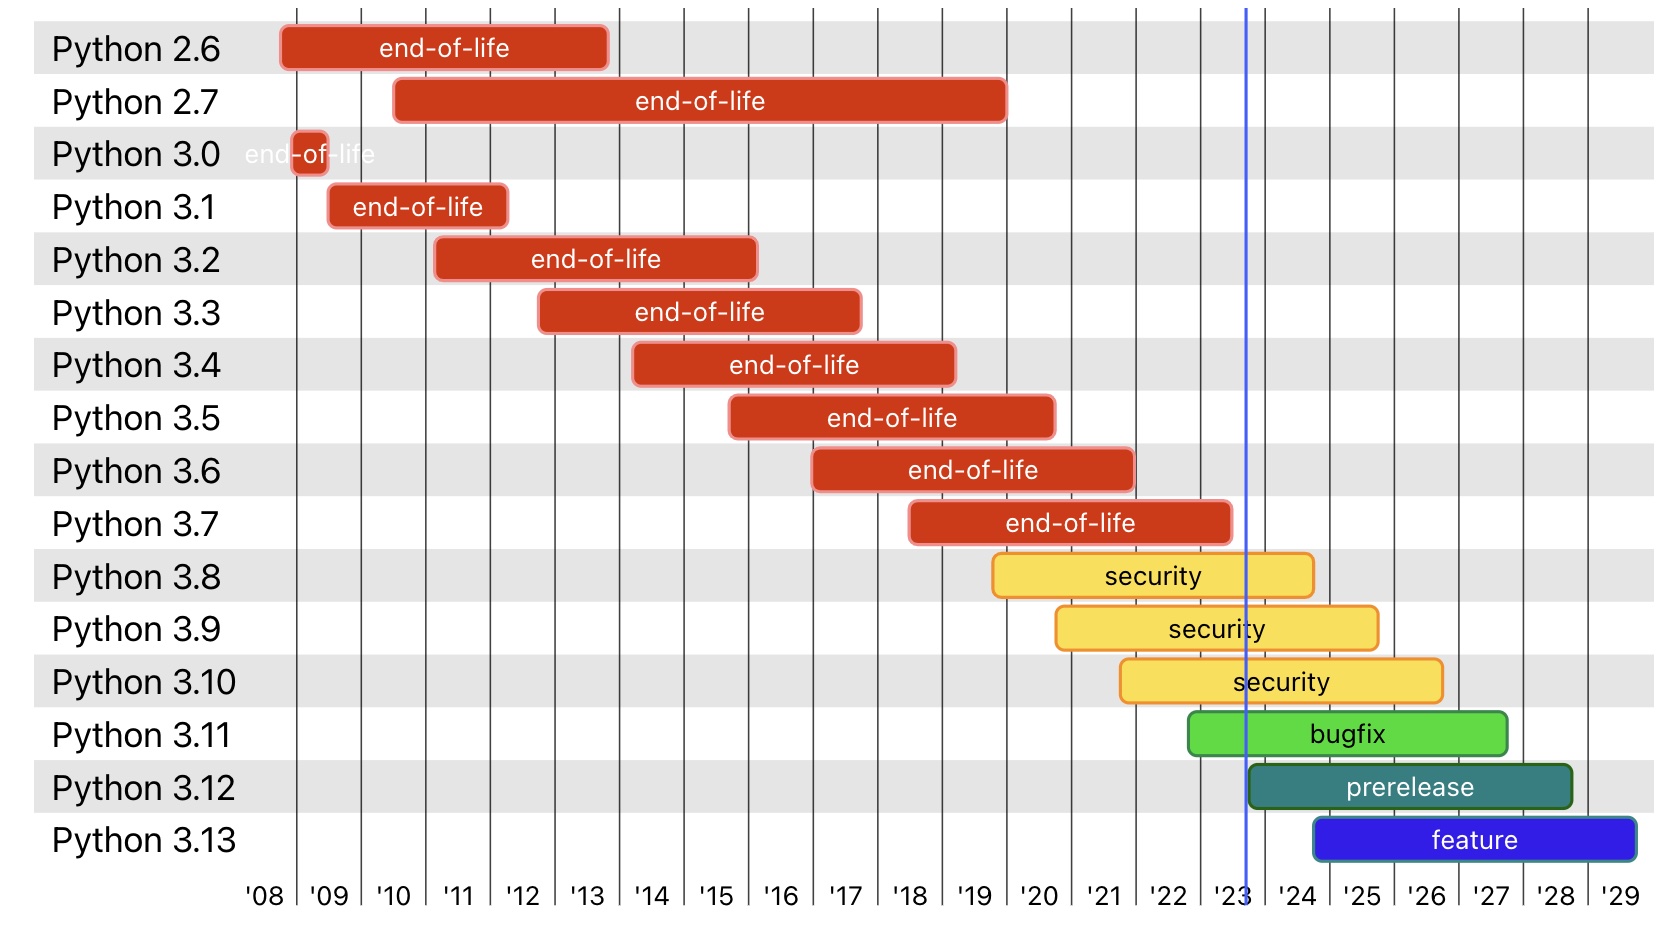 Python 2.6 end-of-life
Python 2.7 end-of-life
Python 3.0 end-of-life
Python 3.1 end-of-life
Python 3.2 end-of-life
Python 3.3 end-of-life
Python 3.4 end-of-life
Python 3.5 end-of-life
Python 3.6 end-of-life
Python 3.7 end-of-life
Python 3.8 security
Python 3.9 security
Python 3.10 security
Python 3.11 bugfix
Python 3.12 prerelease
Python 3.13 feature
'08 '09 '10 '11 '12 '13 '14 '15 '16 '17 '18 '19 '20 '21 '22 '23 '24 '25 '26 '27 '28 '29